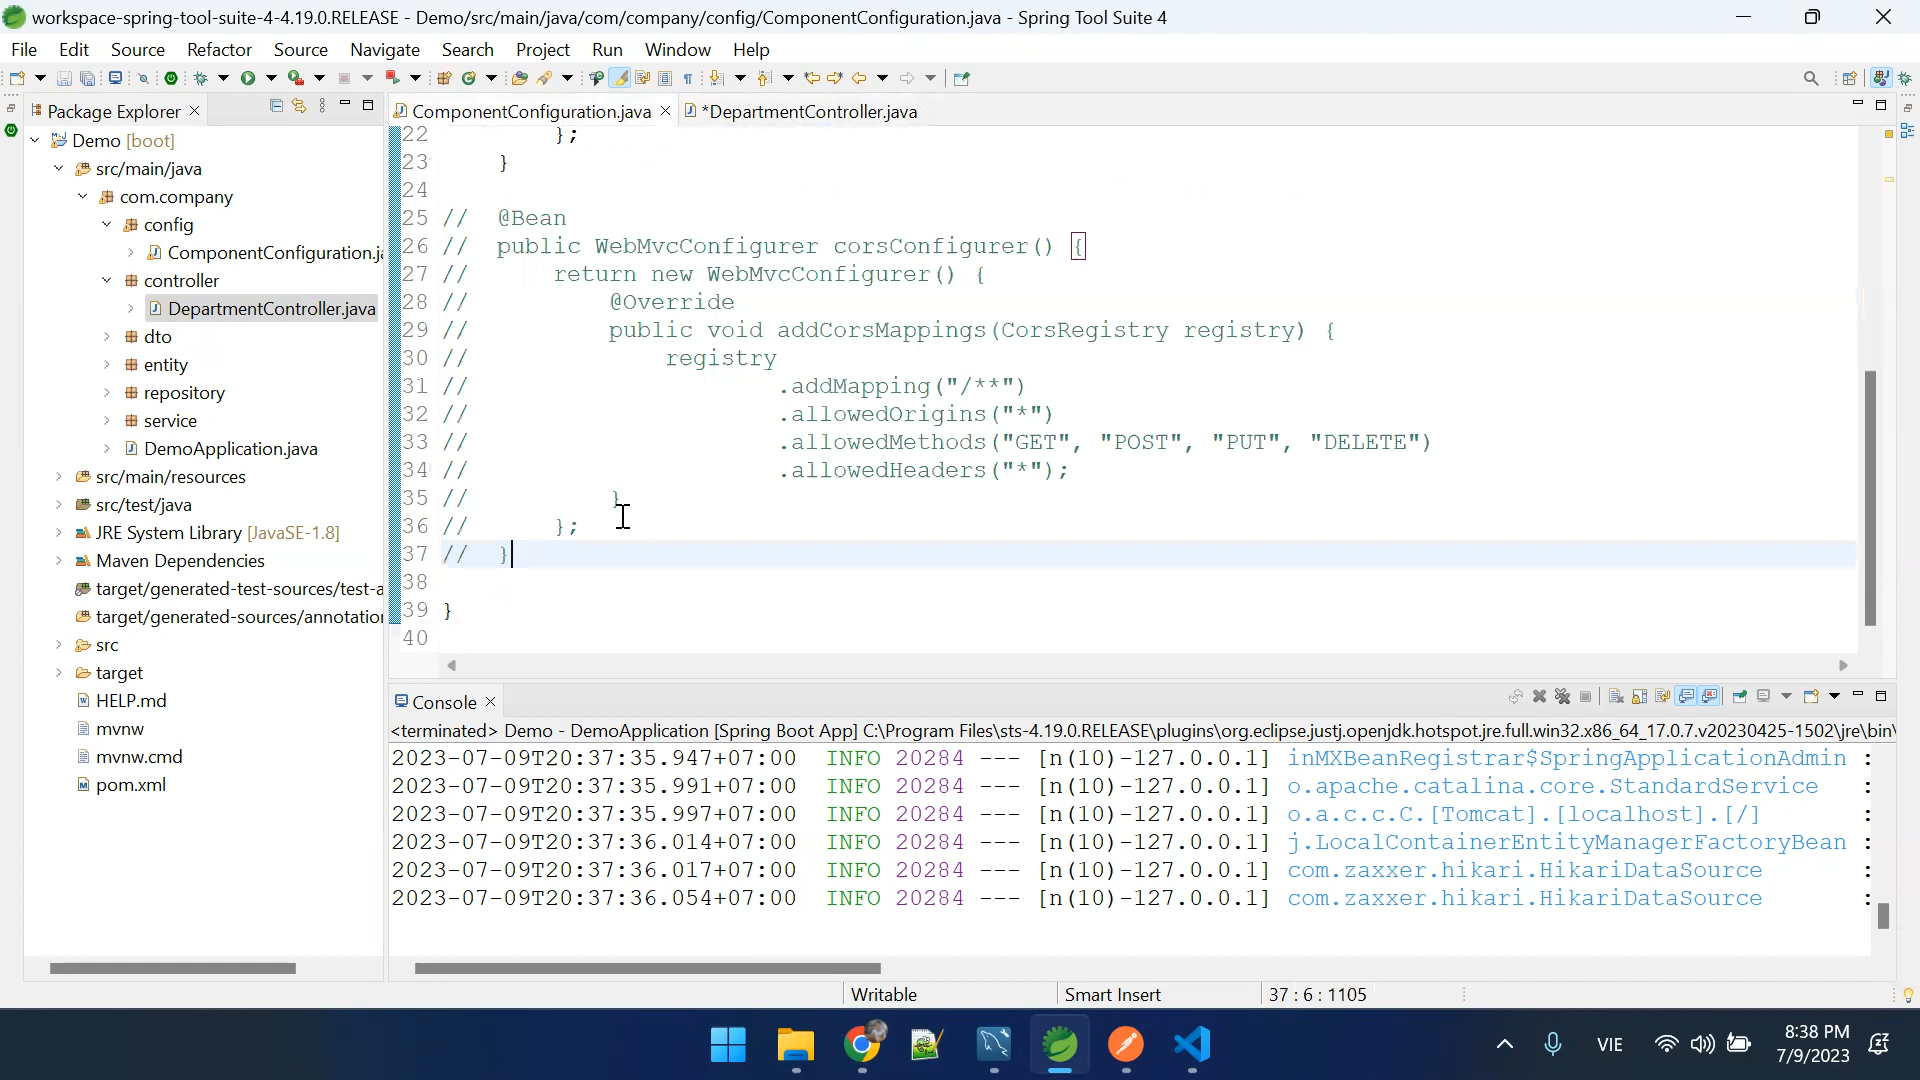 workspace-spring-tool-suite-4-4.19.0.RELEASE - Demo/src/main/java/com/company/config/ComponentConfiguration.java - Spring Tool Suite 4
File Edit Source Refactor Source Navigate Search Project Run Window Help
Package Explorer
Demo [boot]
src/main/java
com.company
config
ComponentConfiguration.ja
controller
DepartmentController.java
dto
entity
repository
service
DemoApplication.java
src/main/resources
src/test/java
JRE System Library [JavaSE-1.8]
Maven Dependencies
target/generated-test-sources/test-a
target/generated-sources/annotation
src
target
HELP.md
mvnw
mvnw.cmd
pom.xml
ComponentConfiguration.java *DepartmentController.java
22 };
23 }
24
25 // @Bean
26 // public WebMvcConfigurer corsConfigurer() {
27 // return new WebMvcConfigurer() {
28 // @Override
29 // public void addCorsMappings(CorsRegistry registry) {
30 // registry
31 // .addMapping("/**")
32 // .allowedOrigins("*")
33 // .allowedMethods("GET", "POST", "PUT", "DELETE")
34 // .allowedHeaders("*");
35 // }
36 // };
37 // }
38
39 }
40
Console
<terminated> Demo - DemoApplication [Spring Boot App] C:\Program Files\sts-4.19.0.RELEASE\plugins\org.eclipse.justj.openjdk.hotspot.jre.full.win32.x86_64_17.0.7.v20230425-1502\jre\bin\
2023-07-09T20:37:35.947+07:00 INFO 20284 --- [n(10)-127.0.0.1] inMXBeanRegistrar$SpringApplicationAdmin :
2023-07-09T20:37:35.991+07:00 INFO 20284 --- [n(10)-127.0.0.1] o.apache.catalina.core.StandardService :
2023-07-09T20:37:35.997+07:00 INFO 20284 --- [n(10)-127.0.0.1] o.a.c.c.C.[Tomcat].[localhost].[/] :
2023-07-09T20:37:36.014+07:00 INFO 20284 --- [n(10)-127.0.0.1] j.LocalContainerEntityManagerFactoryBean :
2023-07-09T20:37:36.017+07:00 INFO 20284 --- [n(10)-127.0.0.1] com.zaxxer.hikari.HikariDataSource :
2023-07-09T20:37:36.054+07:00 INFO 20284 --- [n(10)-127.0.0.1] com.zaxxer.hikari.HikariDataSource :
Writable Smart Insert 37 : 6 : 1105
VIE
8:38 PM
7/9/2023